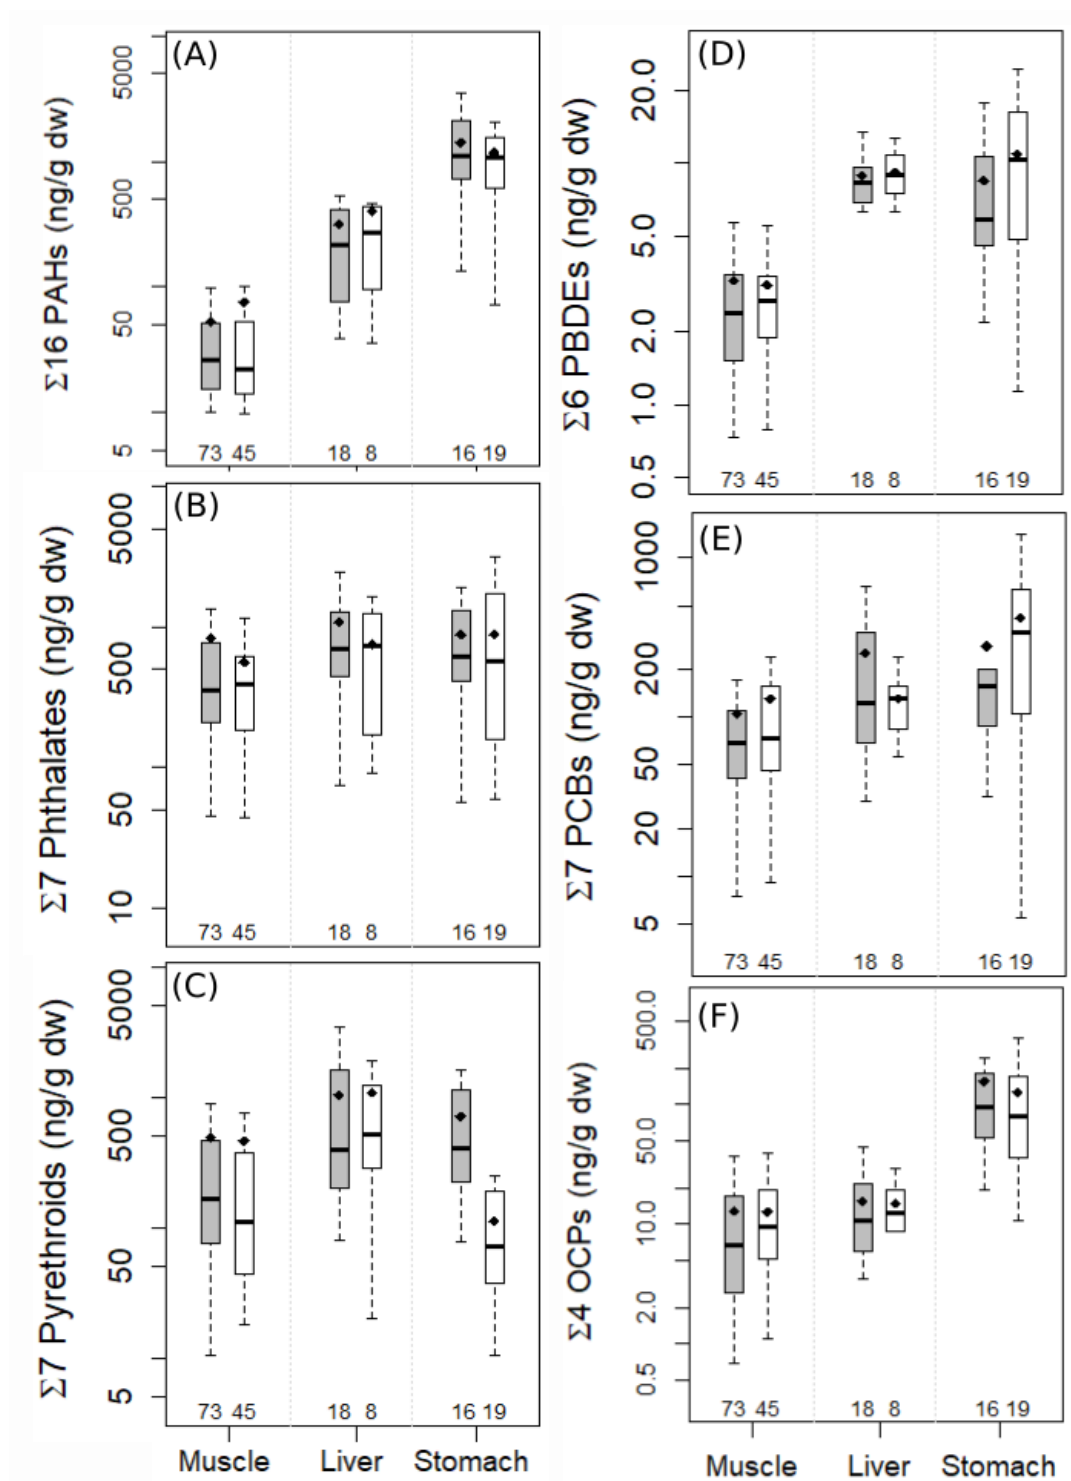 (A)
Σ16 PAHs (ng/g dw)
5000
500
50
5
73 45 18 8 16 19
(B)
Σ7 Phthalates (ng/g dw)
5000
500
50
10
73 45 18 8 16 19
(C)
Σ7 Pyrethroids (ng/g dw)
5000
500
50
5
73 45 18 8 16 19
Muscle Liver Stomach
(D)
Σ6 PBDEs (ng/g dw)
20.0
5.0
2.0
1.0
0.5
73 45 18 8 16 19
(E)
Σ7 PCBs (ng/g dw)
1000
200
50
20
5
73 45 18 8 16 19
(F)
Σ4 OCPs (ng/g dw)
500.0
50.0
10.0
2.0
0.5
73 45 18 8 16 19
Muscle Liver Stomach